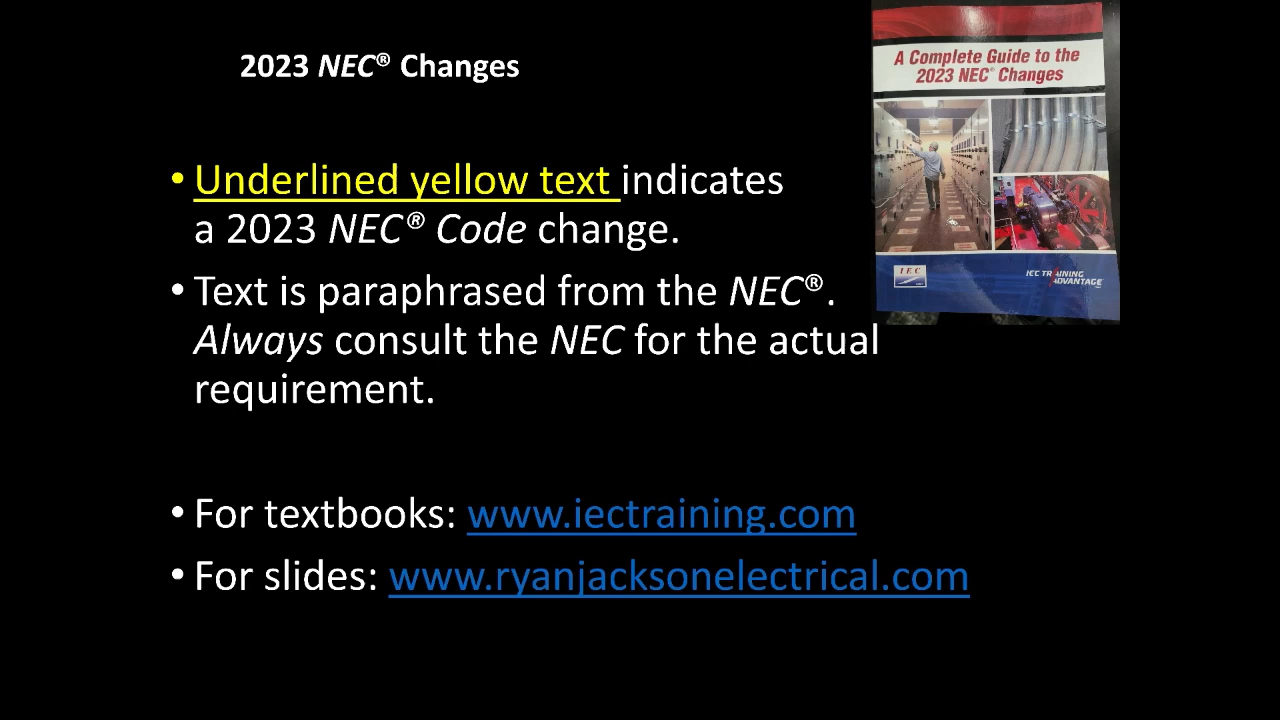 2023 NEC® Changes
A Complete Guide to the
2023 NEC® Changes
Underlined yellow text indicates
a 2023 NEC® Code change.
Text is paraphrased from the NEC®.
Always consult the NEC for the actual
requirement.
IEC
IEC TRAINING
ADVANTAGE
For textbooks: www.iectraining.com
For slides: www.ryanjacksonelectrical.com